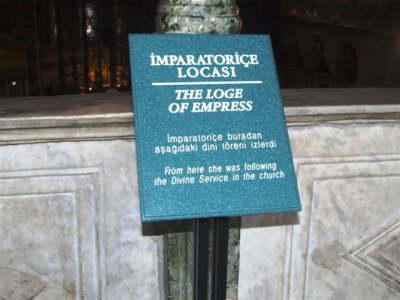 İMPARATORİÇE
LOCASI
THE LOGE
OF EMPRESS
İmparatoriçe buradan
aşağıdaki dini töreni izlerdi
From here she was following
the Divine Service in the church